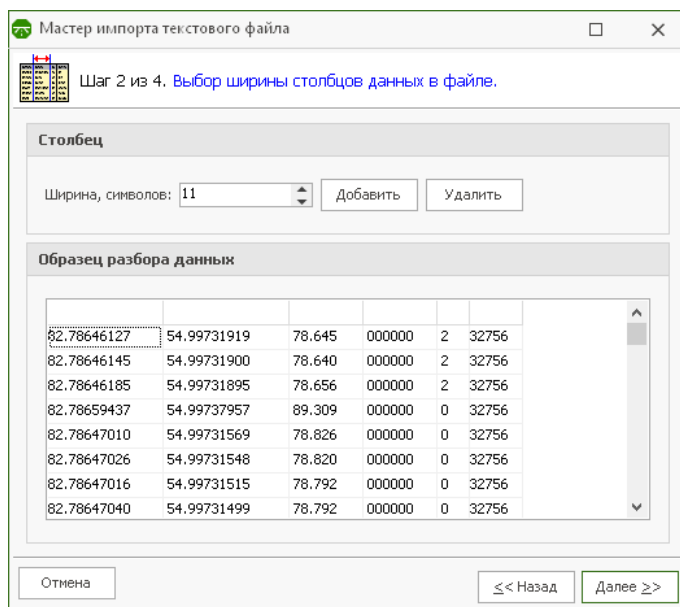 Мастер импорта текстового файла
Шаг 2 из 4. Выбор ширины столбцов данных в файле.
Столбец
Ширина, символов: 11 Добавить Удалить
Образец разбора данных
82.78646127 54.99731919 78.645 000000 2 32756
82.78646145 54.99731900 78.640 000000 2 32756
82.78646185 54.99731895 78.656 000000 2 32756
82.78659437 54.99737957 89.309 000000 0 32756
82.78647010 54.99731569 78.826 000000 0 32756
82.78647026 54.99731548 78.820 000000 0 32756
82.78647016 54.99731515 78.792 000000 0 32756
82.78647040 54.99731499 78.792 000000 0 32756
Отмена << Назад Далее >>